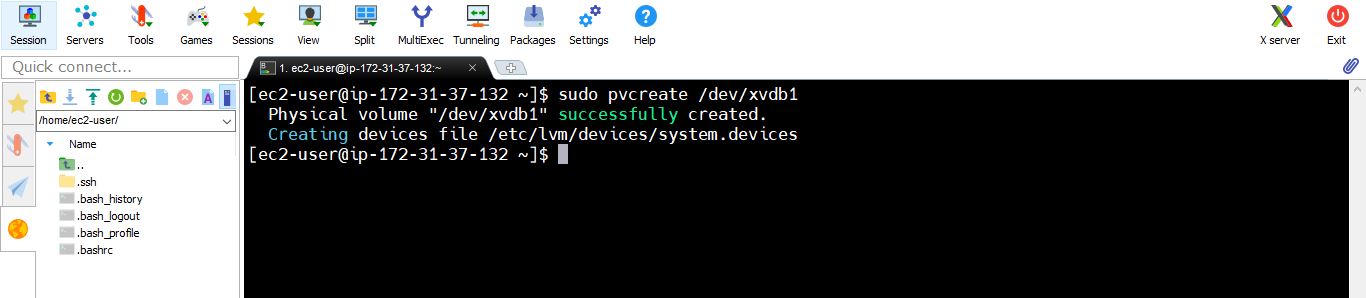 Session Servers Tools Games Sessions View Split MultiExec Tunneling Packages Settings Help X server Exit
Quick connect...
1. ec2-user@ip-172-31-37-132:~
/home/ec2-user/
Name
..
.ssh
.bash_history
.bash_logout
.bash_profile
.bashrc
[ec2-user@ip-172-31-37-132 ~]$ sudo pvcreate /dev/xvdb1
Physical volume "/dev/xvdb1" successfully created.
Creating devices file /etc/lvm/devices/system.devices
[ec2-user@ip-172-31-37-132 ~]$